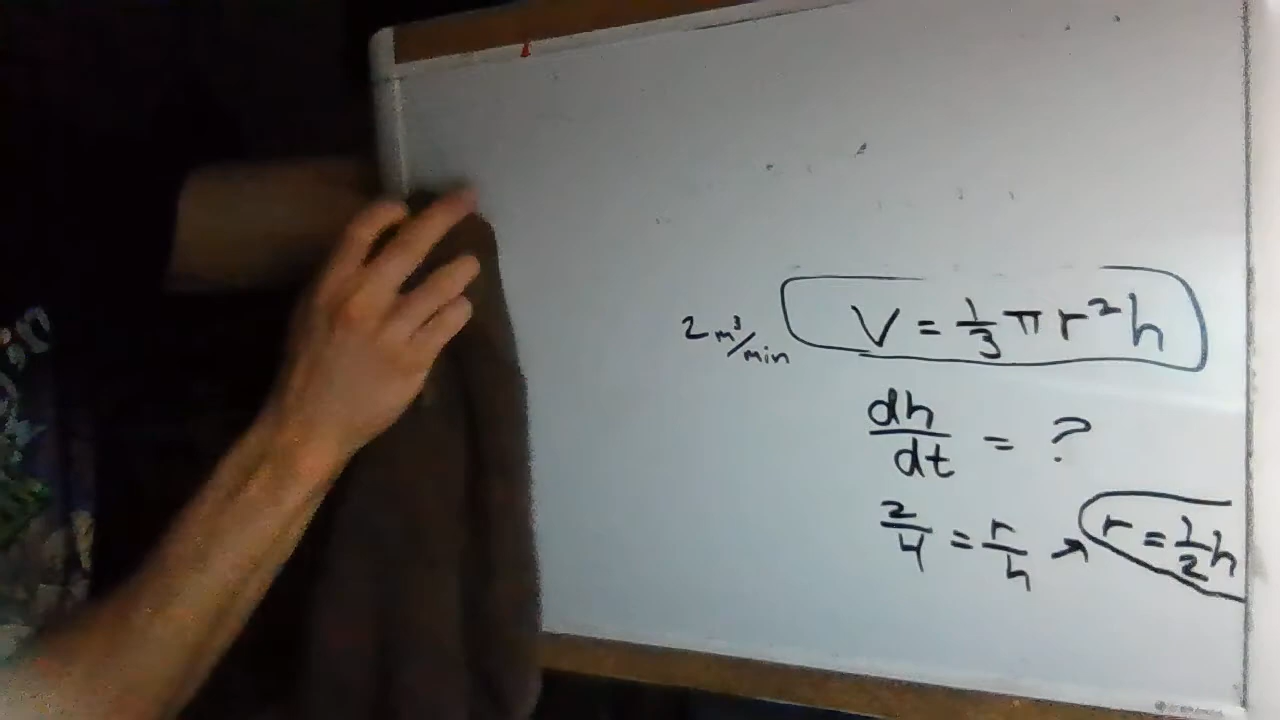 2 m³/min V = 1/3 π r² h
dh/dt = ?
2/4 = r/h → r = 1/2 h